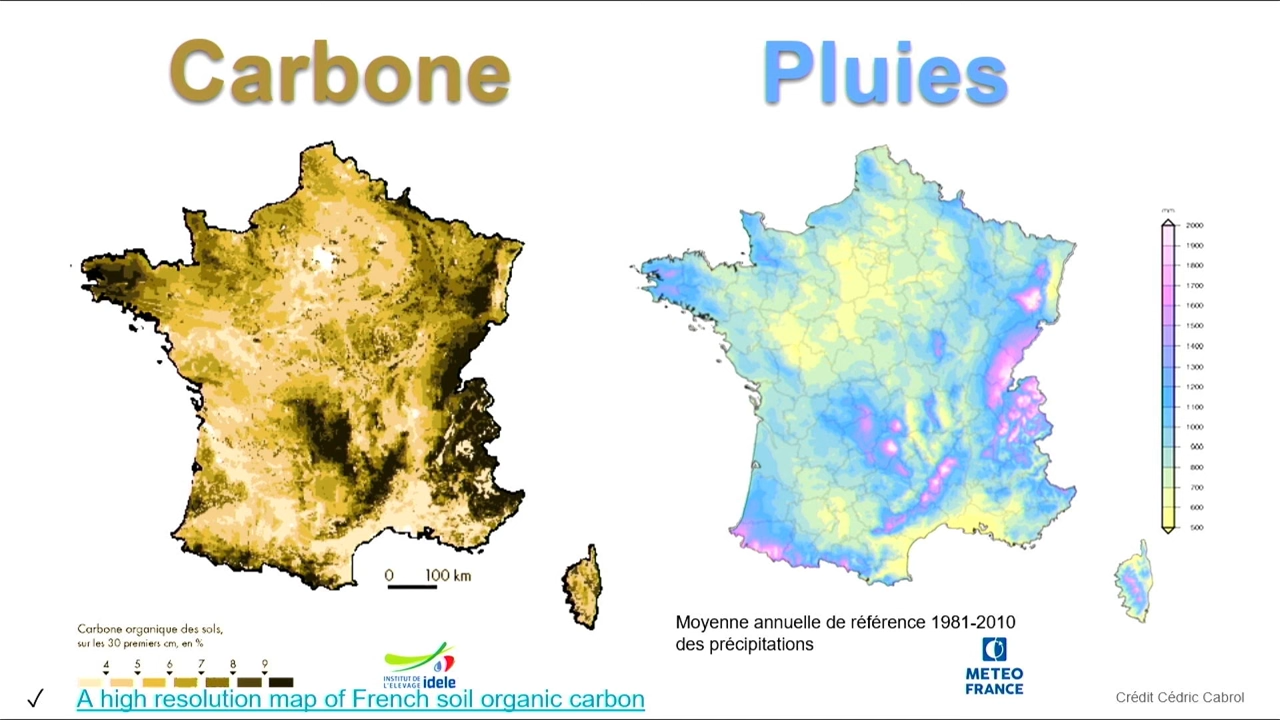 Carbone
Pluies
mm
2000
1900
1800
1700
1600
1500
1400
1300
1200
1100
1000
900
800
700
600
500
0 100 km
Carbone organique des sols,
sur les 30 premiers cm, en %
4 5 6 7 8 9
INSTITUT DE
L'ELEVAGE idele
✓ A high resolution map of French soil organic carbon
Moyenne annuelle de référence 1981-2010
des précipitations
METEO
FRANCE
Crédit Cédric Cabrol